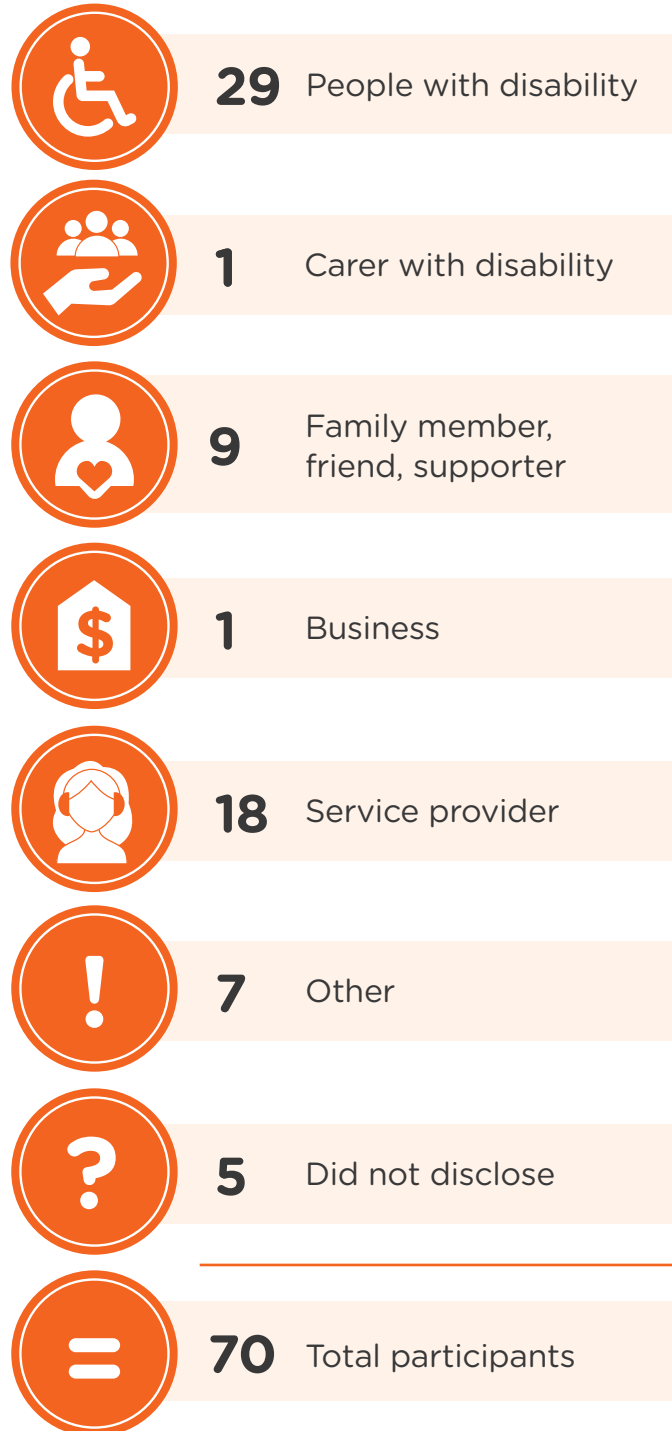 29 People with disability
1 Carer with disability
9 Family member,
friend, supporter
$
1 Business
18 Service provider
!
7 Other
?
5 Did not disclose
=
70 Total participants